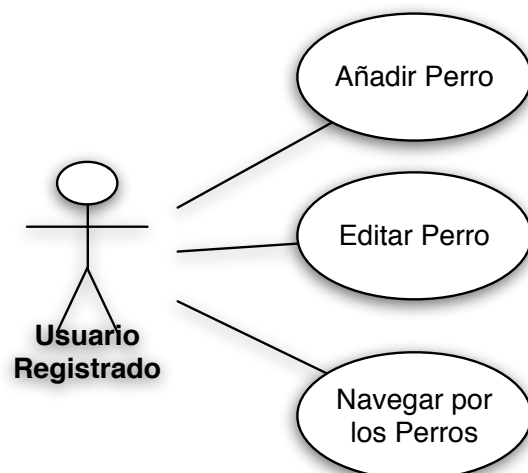 Añadir Perro
Editar Perro
Usuario
Registrado
Navegar por
los Perros